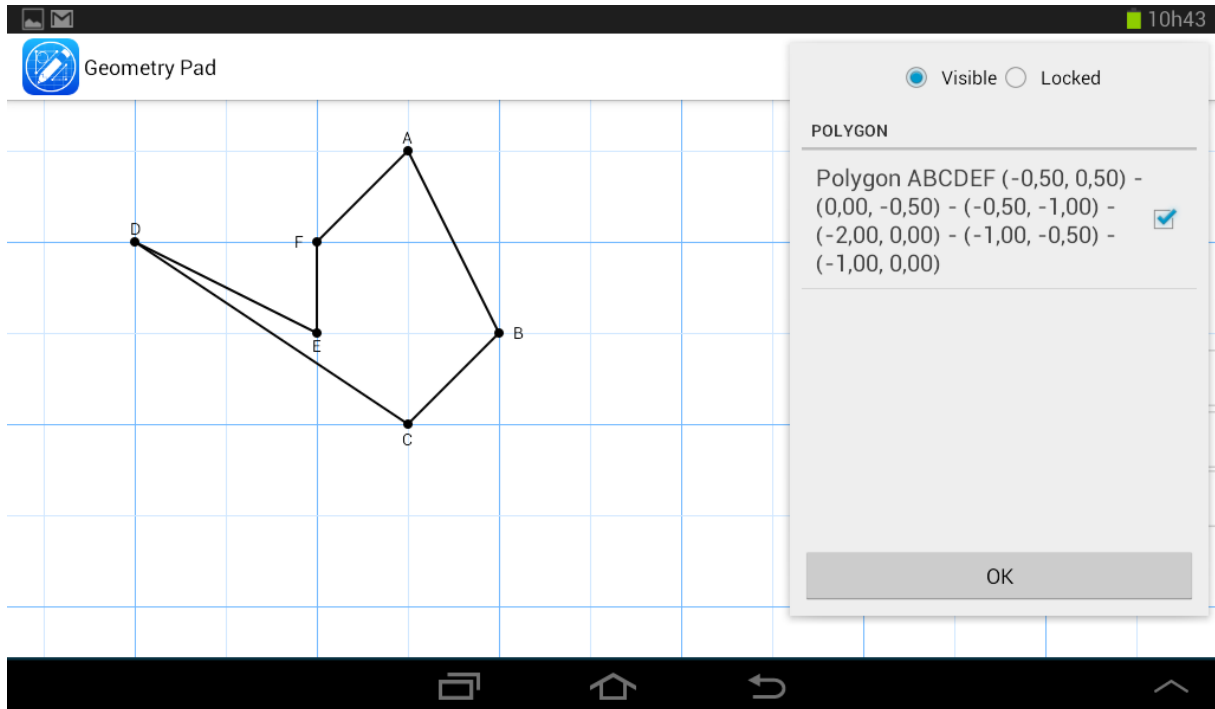 10h43
Geometry Pad
Visible Locked
POLYGON
Polygon ABCDEF (-0,50, 0,50) -
(0,00, -0,50) - (-0,50, -1,00) -
(-2,00, 0,00) - (-1,00, -0,50) -
(-1,00, 0,00)
OK
A
D
F
B
E
C